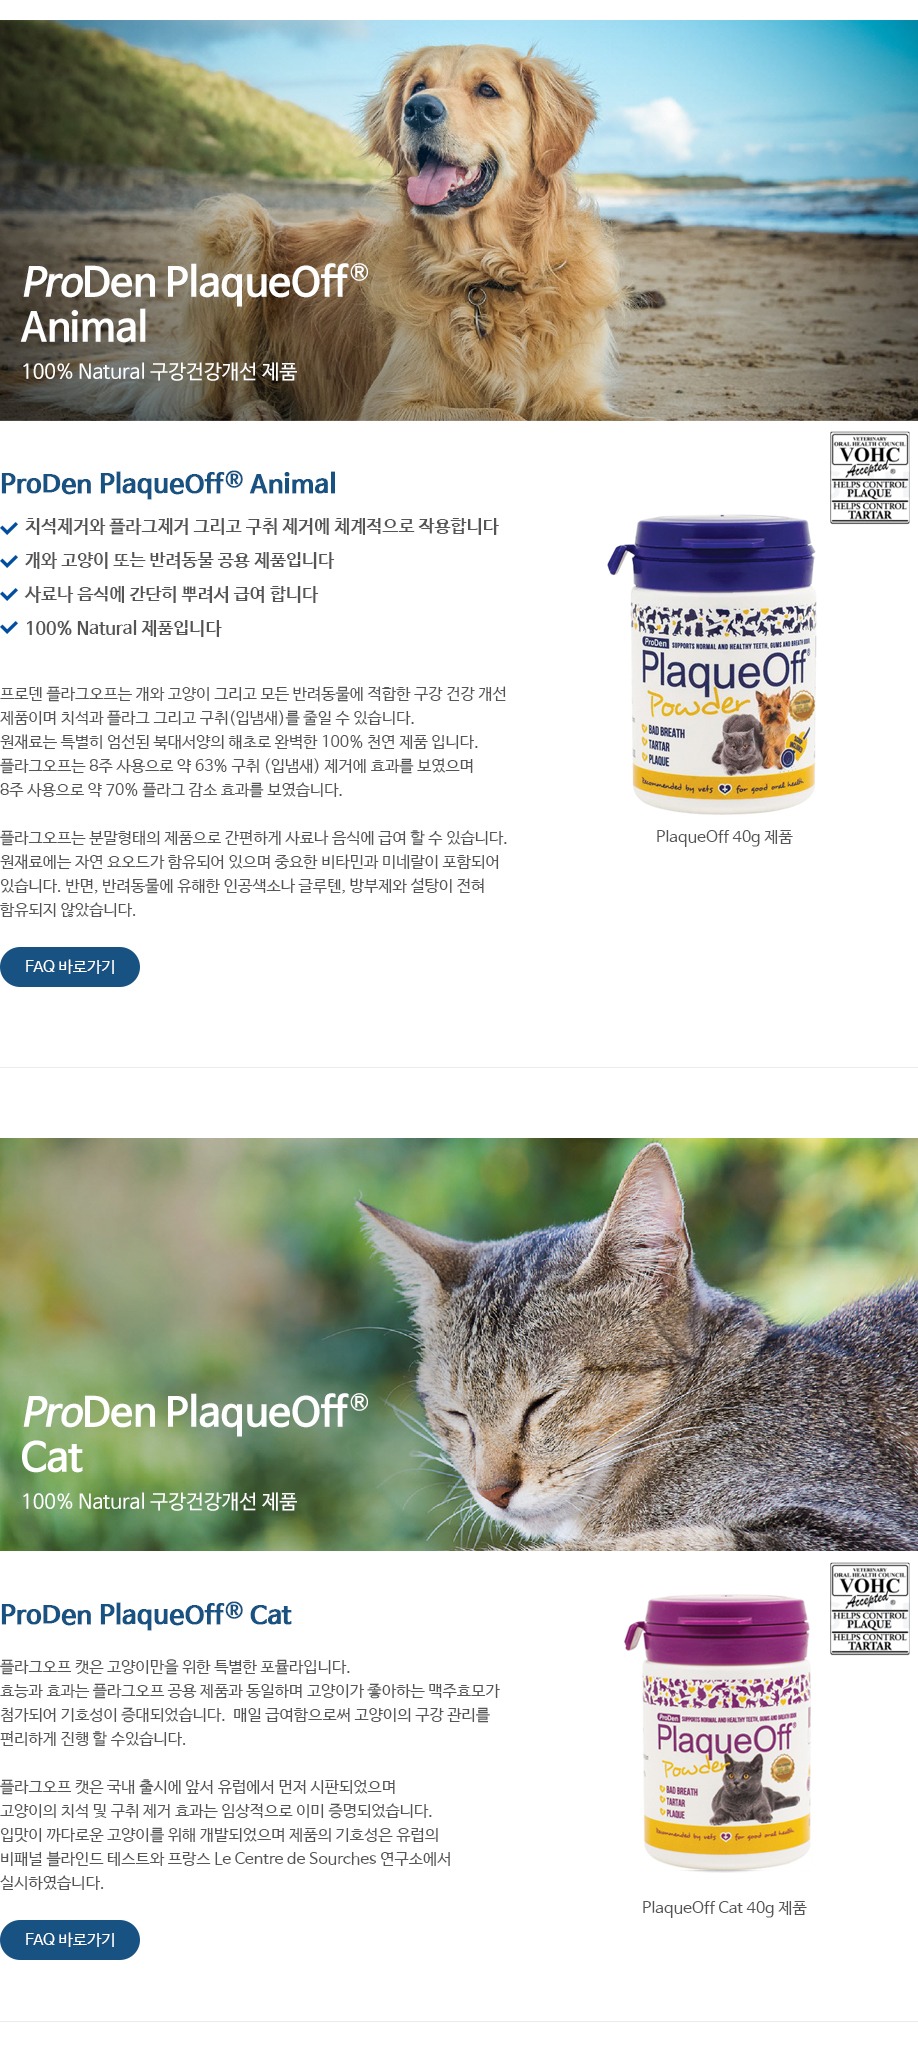 ProDen PlaqueOff®
Animal
100% Natural 구강건강개선 제품
VETERINARY
ORAL HEALTH COUNCIL
VOHC
Accepted®
HELPS CONTROL
PLAQUE
HELPS CONTROL
TARTAR
ProDen PlaqueOff® Animal
치석제거와 플라그제거 그리고 구취 제거에 체계적으로 작용합니다
개와 고양이 또는 반려동물 공용 제품입니다
사료나 음식에 간단히 뿌려서 급여 합니다
100% Natural 제품입니다
프로덴 플라그오프는 개와 고양이 그리고 모든 반려동물에 적합한 구강 건강 개선
제품이며 치석과 플라그 그리고 구취(입냄새)를 줄일 수 있습니다.
원재료는 특별히 엄선된 북대서양의 해초로 완벽한 100% 천연 제품 입니다.
플라그오프는 8주 사용으로 약 63% 구취 (입냄새) 제거에 효과를 보였으며
8주 사용으로 약 70% 플라그 감소 효과를 보였습니다.
플라그오프는 분말형태의 제품으로 간편하게 사료나 음식에 급여 할 수 있습니다.
원재료에는 자연 요오드가 함유되어 있으며 중요한 비타민과 미네랄이 포함되어
있습니다. 반면, 반려동물에 유해한 인공색소나 글루텐, 방부제와 설탕이 전혀
함유되지 않았습니다.
FAQ 바로가기
ProDen SUPPORTS NORMAL AND HEALTHY TEETH, GUMS AND BREATH ODOR
PlaqueOff®
Powder
BAD BREATH
TARTAR
PLAQUE
Recommended by vets for good oral health
PlaqueOff 40g 제품
ProDen PlaqueOff®
Cat
100% Natural 구강건강개선 제품
VETERINARY
ORAL HEALTH COUNCIL
VOHC
Accepted®
HELPS CONTROL
PLAQUE
HELPS CONTROL
TARTAR
ProDen PlaqueOff® Cat
플라그오프 캣은 고양이만을 위한 특별한 포뮬라입니다.
효능과 효과는 플라그오프 공용 제품과 동일하며 고양이가 좋아하는 맥주효모가
첨가되어 기호성이 증대되었습니다.  매일 급여함으로써 고양이의 구강 관리를
편리하게 진행 할 수있습니다.
플라그오프 캣은 국내 출시에 앞서 유럽에서 먼저 시판되었으며
고양이의 치석 및 구취 제거 효과는 임상적으로 이미 증명되었습니다.
입맛이 까다로운 고양이를 위해 개발되었으며 제품의 기호성은 유럽의
비패널 블라인드 테스트와 프랑스 Le Centre de Sourches 연구소에서
실시하였습니다.
FAQ 바로가기
ProDen SUPPORTS NORMAL AND HEALTHY TEETH, GUMS AND BREATH ODOR
PlaqueOff®
Powder
BAD BREATH
TARTAR
PLAQUE
Recommended by vets for good oral health
PlaqueOff Cat 40g 제품